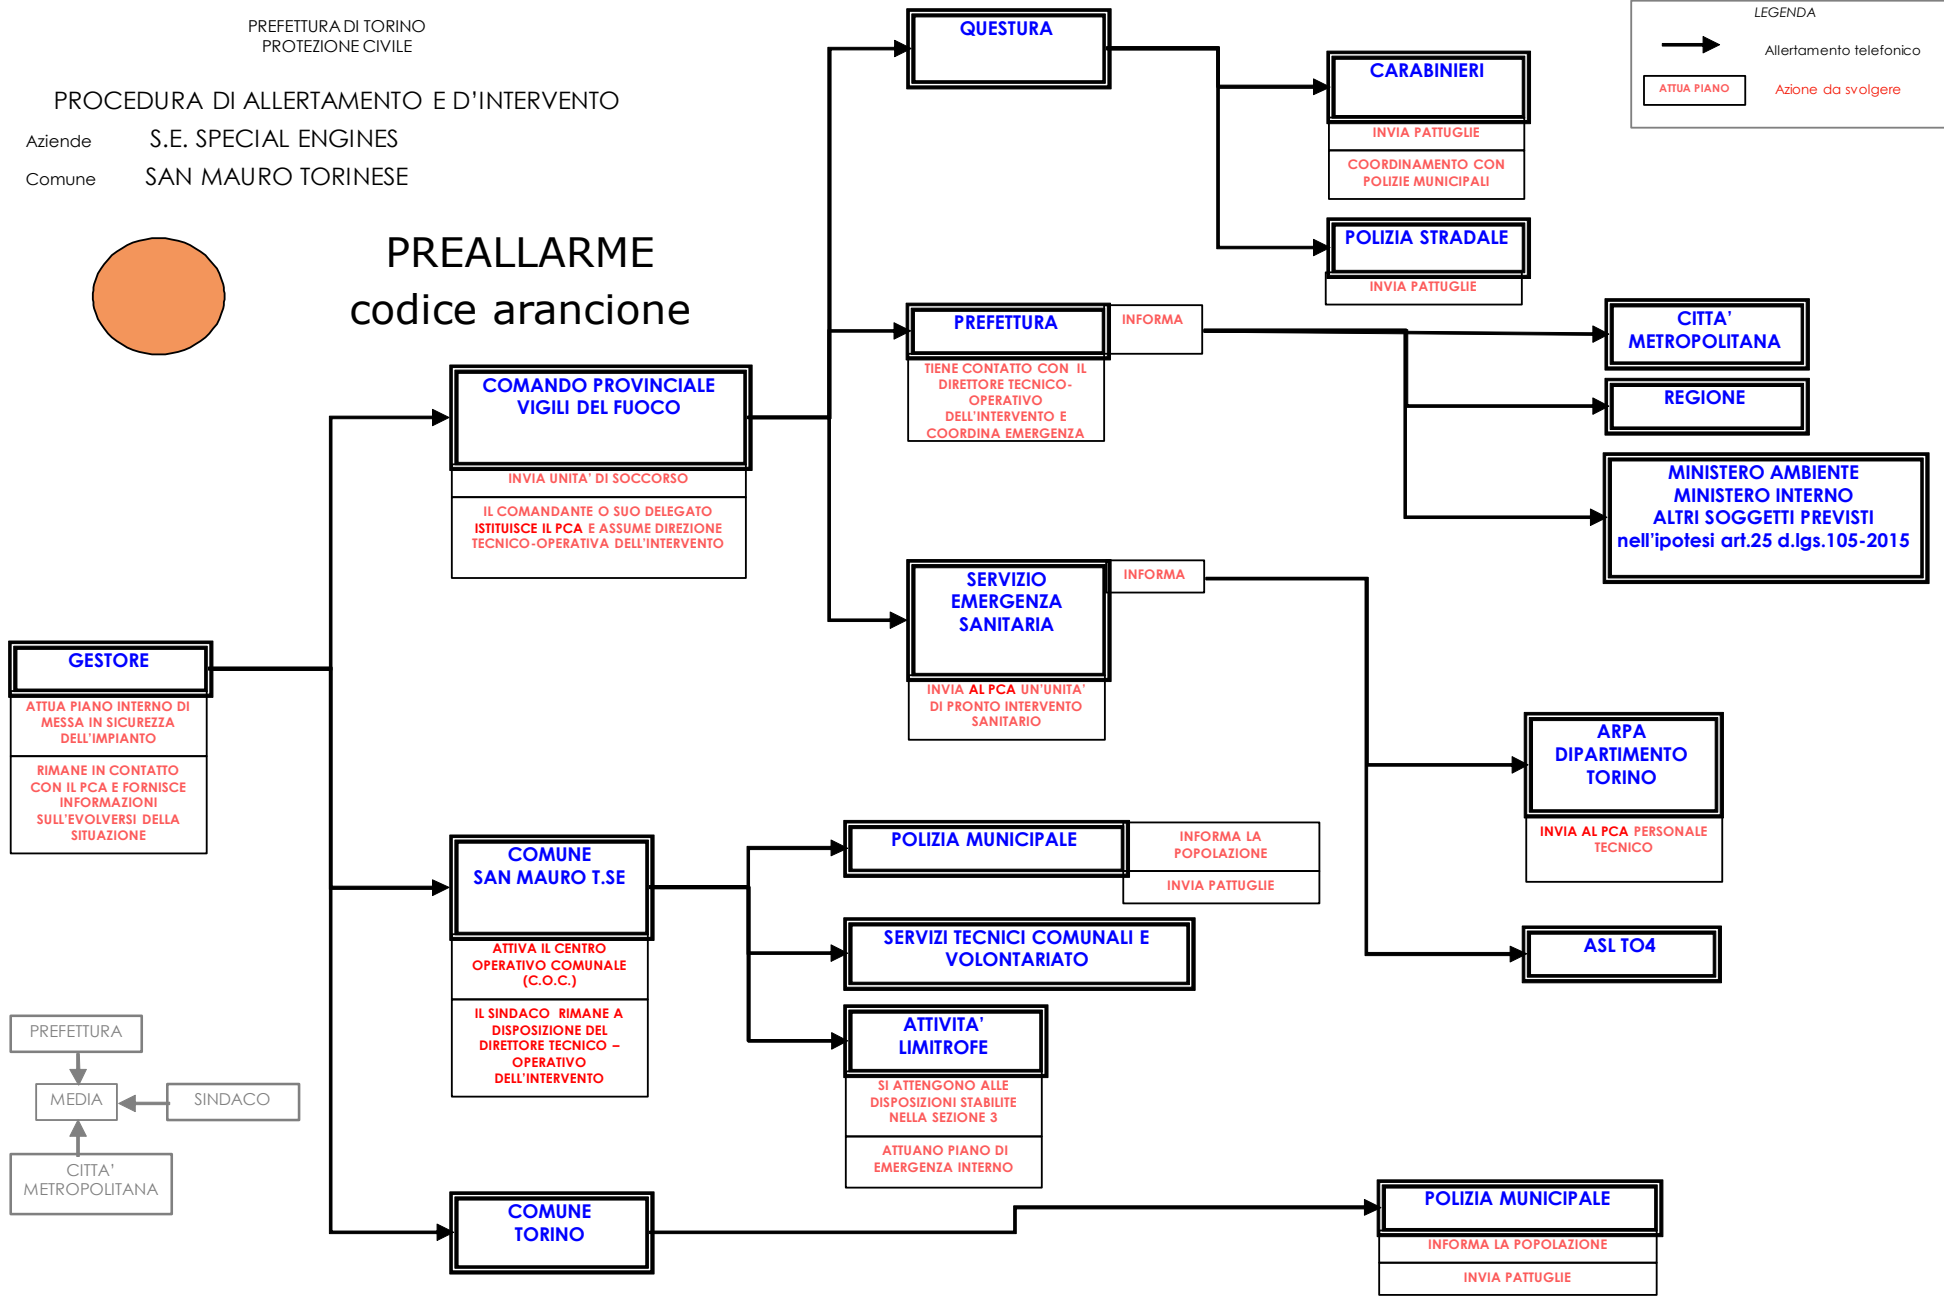 PREFETTURA DI TORINO
PROTEZIONE CIVILE
PROCEDURA DI ALLERTAMENTO E D'INTERVENTO
Aziende S.E. SPECIAL ENGINES
Comune SAN MAURO TORINESE
PREALLARME
codice arancione
LEGENDA
Allertamento telefonico
ATTUA PIANO
Azione da svolgere
QUESTURA
CARABINIERI
INVIA PATTUGLIE
COORDINAMENTO CON
POLIZIE MUNICIPALI
POLIZIA STRADALE
INVIA PATTUGLIE
PREFETTURA
INFORMA
TIENE CONTATTO CON IL
DIRETTORE TECNICO-
OPERATIVO
DELL'INTERVENTO E
COORDINA EMERGENZA
CITTA'
METROPOLITANA
REGIONE
MINISTERO AMBIENTE
MINISTERO INTERNO
ALTRI SOGGETTI PREVISTI
nell'ipotesi art.25 d.lgs.105-2015
COMANDO PROVINCIALE
VIGILI DEL FUOCO
INVIA UNITA' DI SOCCORSO
IL COMANDANTE O SUO DELEGATO
ISTITUISCE IL PCA E ASSUME DIREZIONE
TECNICO-OPERATIVA DELL'INTERVENTO
SERVIZIO
EMERGENZA
SANITARIA
INFORMA
INVIA AL PCA UN'UNITA'
DI PRONTO INTERVENTO
SANITARIO
GESTORE
ATTUA PIANO INTERNO DI
MESSA IN SICUREZZA
DELL'IMPIANTO
RIMANE IN CONTATTO
CON IL PCA E FORNISCE
INFORMAZIONI
SULL'EVOLVERSI DELLA
SITUAZIONE
ARPA
DIPARTIMENTO
TORINO
INVIA AL PCA PERSONALE
TECNICO
ASL TO4
COMUNE
SAN MAURO T.SE
ATTIVA IL CENTRO
OPERATIVO COMUNALE
(C.O.C.)
IL SINDACO RIMANE A
DISPOSIZIONE DEL
DIRETTORE TECNICO –
OPERATIVO
DELL'INTERVENTO
POLIZIA MUNICIPALE
INFORMA LA
POPOLAZIONE
INVIA PATTUGLIE
SERVIZI TECNICI COMUNALI E
VOLONTARIATO
ATTIVITA'
LIMITROFE
SI ATTENGONO ALLE
DISPOSIZIONI STABILITE
NELLA SEZIONE 3
ATTUANO PIANO DI
EMERGENZA INTERNO
PREFETTURA
MEDIA
SINDACO
CITTA'
METROPOLITANA
COMUNE
TORINO
POLIZIA MUNICIPALE
INFORMA LA POPOLAZIONE
INVIA PATTUGLIE